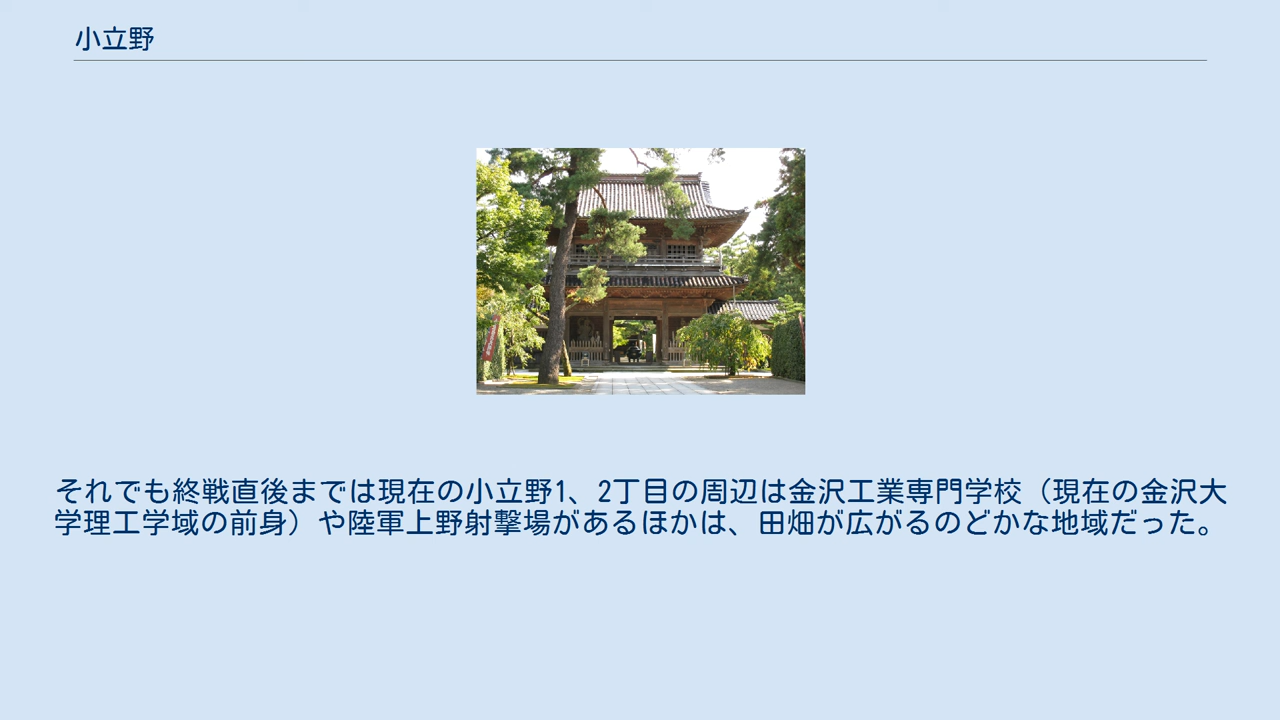 小立野
それでも終戦直後までは現在の小立野1、2丁目の周辺は金沢工業専門学校（現在の金沢大
学理工学域の前身）や陸軍上野射撃場があるほかは、田畑が広がるのどかな地域だった。